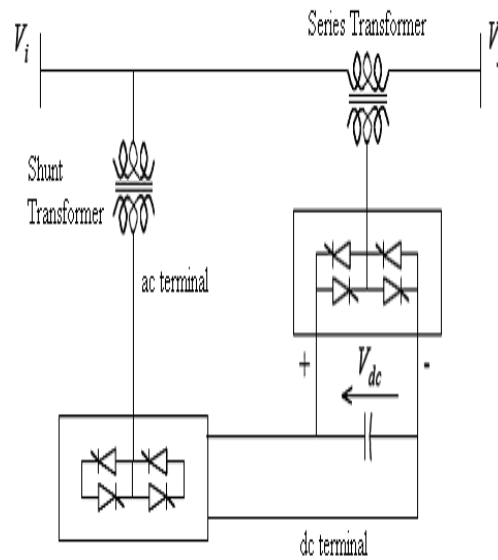 Series Transformer
V_i
V
Shunt
Transformer
ac terminal
+
V_dc
-
dc terminal